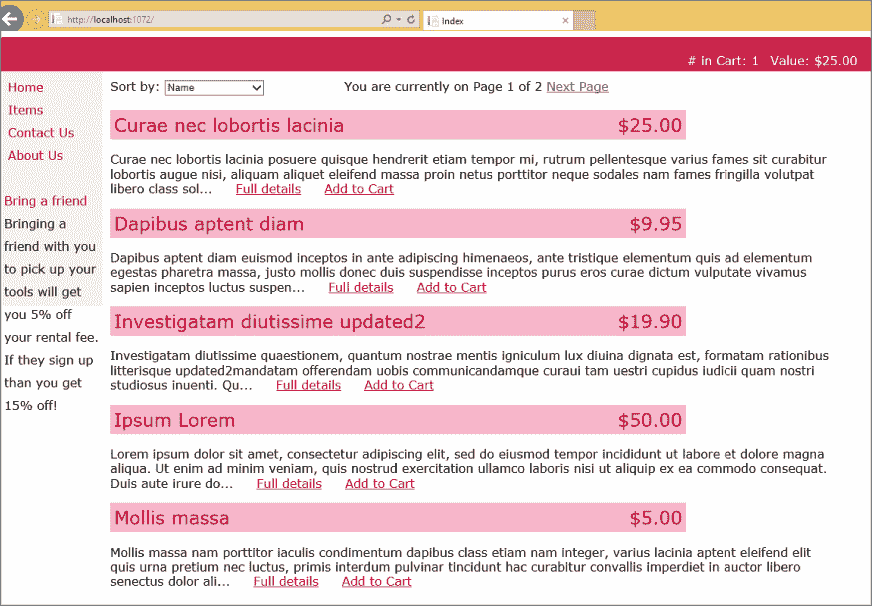 http://localhost:1072/
Index
# in Cart: 1 Value: $25.00
Home
Items
Contact Us
About Us
Bring a friend
Bringing a
friend with you
to pick up your
tools will get
you 5% off
your rental fee.
If they sign up
than you get
15% off!
Sort by: Name
You are currently on Page 1 of 2 Next Page
Curae nec lobortis lacinia $25.00
Curae nec lobortis lacinia posuere quisque hendrerit etiam tempor mi, rutrum pellentesque varius fames sit curabitur
lobortis augue nisi, aliquam aliquet eleifend massa proin netus porttitor neque sodales nam fames fringilla volutpat
libero class sol... Full details Add to Cart
Dapibus aptent diam $9.95
Dapibus aptent diam euismod inceptos in ante adipiscing himenaeos, ante tristique elementum quis ad elementum
egestas pharetra massa, justo mollis donec duis suspendisse inceptos purus eros curae dictum vulputate vivamus
sapien inceptos luctus suspen... Full details Add to Cart
Investigatam diutissime updated2 $19.90
Investigatam diutissime quaestionem, quantum nostrae mentis igniculum lux diuina dignata est, formatam rationibus
litterisque updated2mandatam offerendam uobis communicandamque curaui tam uestri cupidus iudicii quam nostri
studiosus inuenti. Qu... Full details Add to Cart
Ipsum Lorem $50.00
Lorem ipsum dolor sit amet, consectetur adipiscing elit, sed do eiusmod tempor incididunt ut labore et dolore magna
aliqua. Ut enim ad minim veniam, quis nostrud exercitation ullamco laboris nisi ut aliquip ex ea commodo consequat.
Duis aute irure do... Full details Add to Cart
Mollis massa $5.00
Mollis massa nam porttitor iaculis condimentum dapibus class etiam nam integer, varius lacinia aptent eleifend elit
quis urna pretium nec luctus, primis interdum pulvinar tincidunt hac curabitur convallis imperdiet in auctor libero
senectus dolor ali... Full details Add to Cart